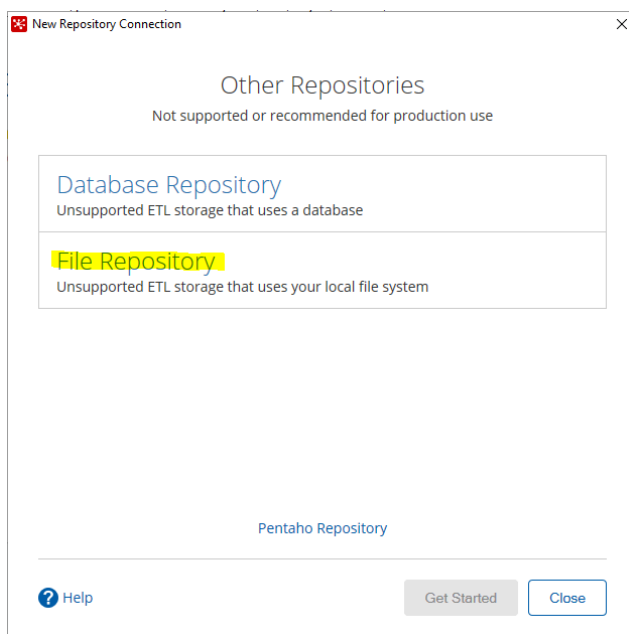 New Repository Connection
Other Repositories
Not supported or recommended for production use
Database Repository
Unsupported ETL storage that uses a database
File Repository
Unsupported ETL storage that uses your local file system
Pentaho Repository
? Help
Get Started
Close